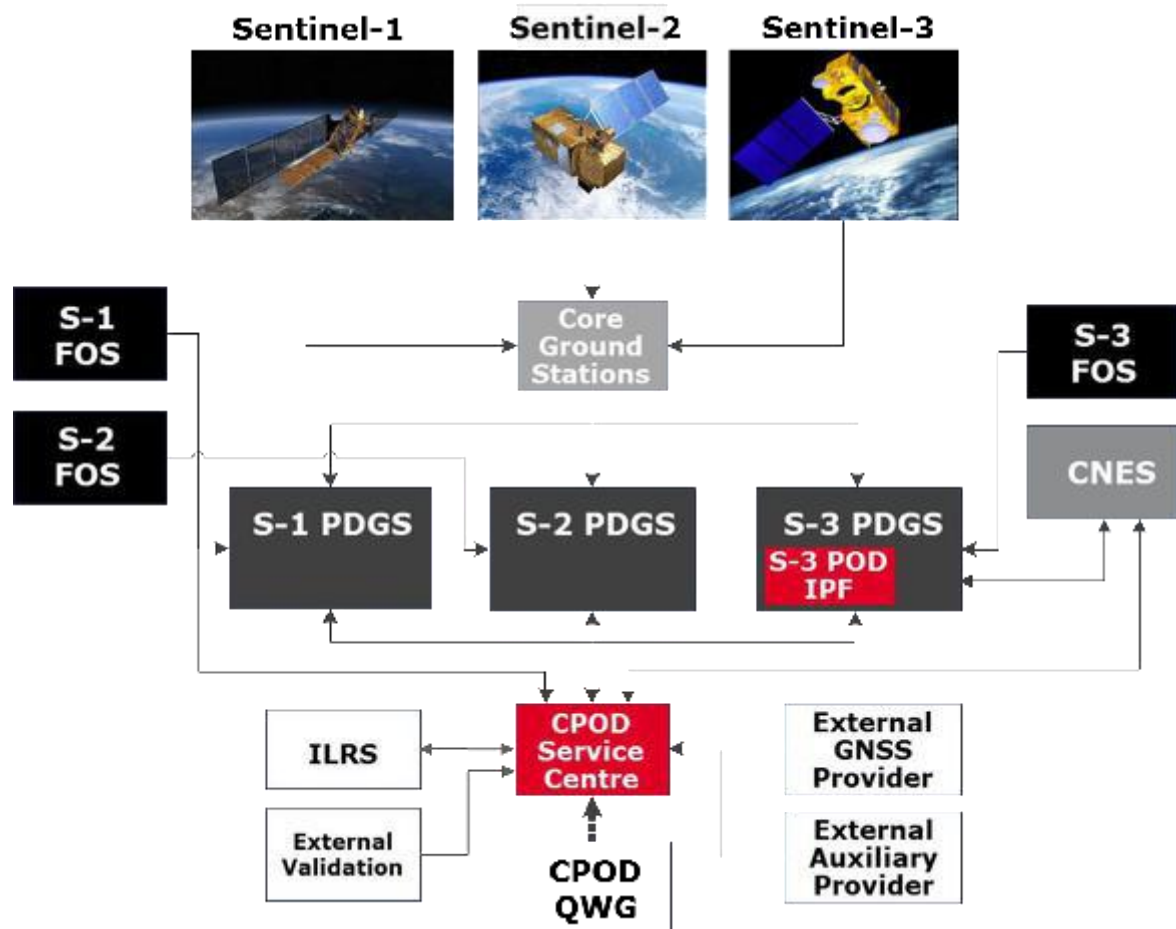 Sentinel-1
Sentinel-2
Sentinel-3
S-1
FOS
Core
Ground
Stations
S-3
FOS
S-2
FOS
CNES
S-1 PDGS
S-2 PDGS
S-3 PDGS
S-3 POD
IPF
ILRS
CPOD
Service
Centre
External
GNSS
Provider
External
Validation
CPOD
QWG
External
Auxiliary
Provider